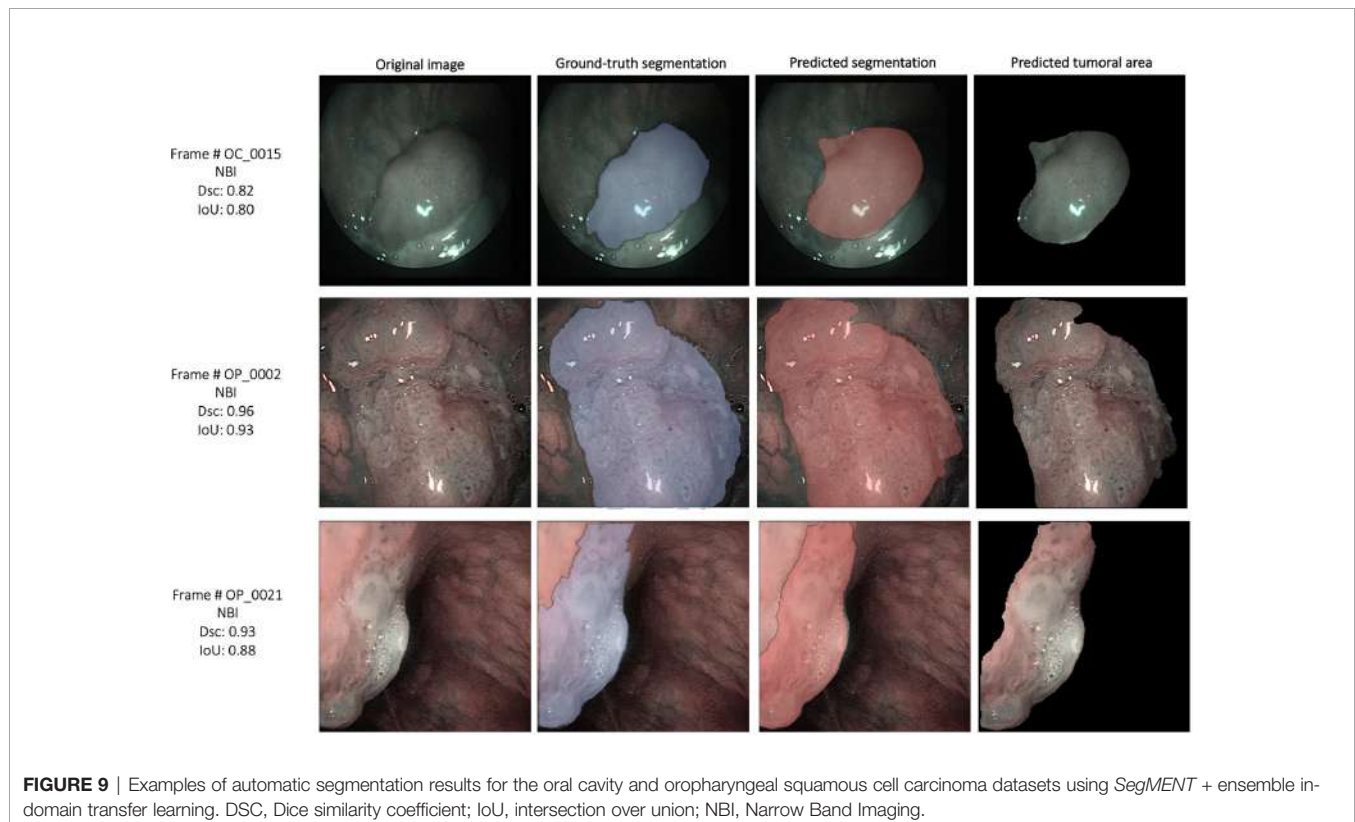 Original image
Ground-truth segmentation
Predicted segmentation
Predicted tumoral area
Frame # OC_0015
NBI
Dsc: 0.82
IoU: 0.80
Frame # OP_0002
NBI
Dsc: 0.96
IoU: 0.93
Frame # OP_0021
NBI
Dsc: 0.93
IoU: 0.88
FIGURE 9 | Examples of automatic segmentation results for the oral cavity and oropharyngeal squamous cell carcinoma datasets using SegMENT + ensemble in-
domain transfer learning. DSC, Dice similarity coefficient; IoU, intersection over union; NBI, Narrow Band Imaging.